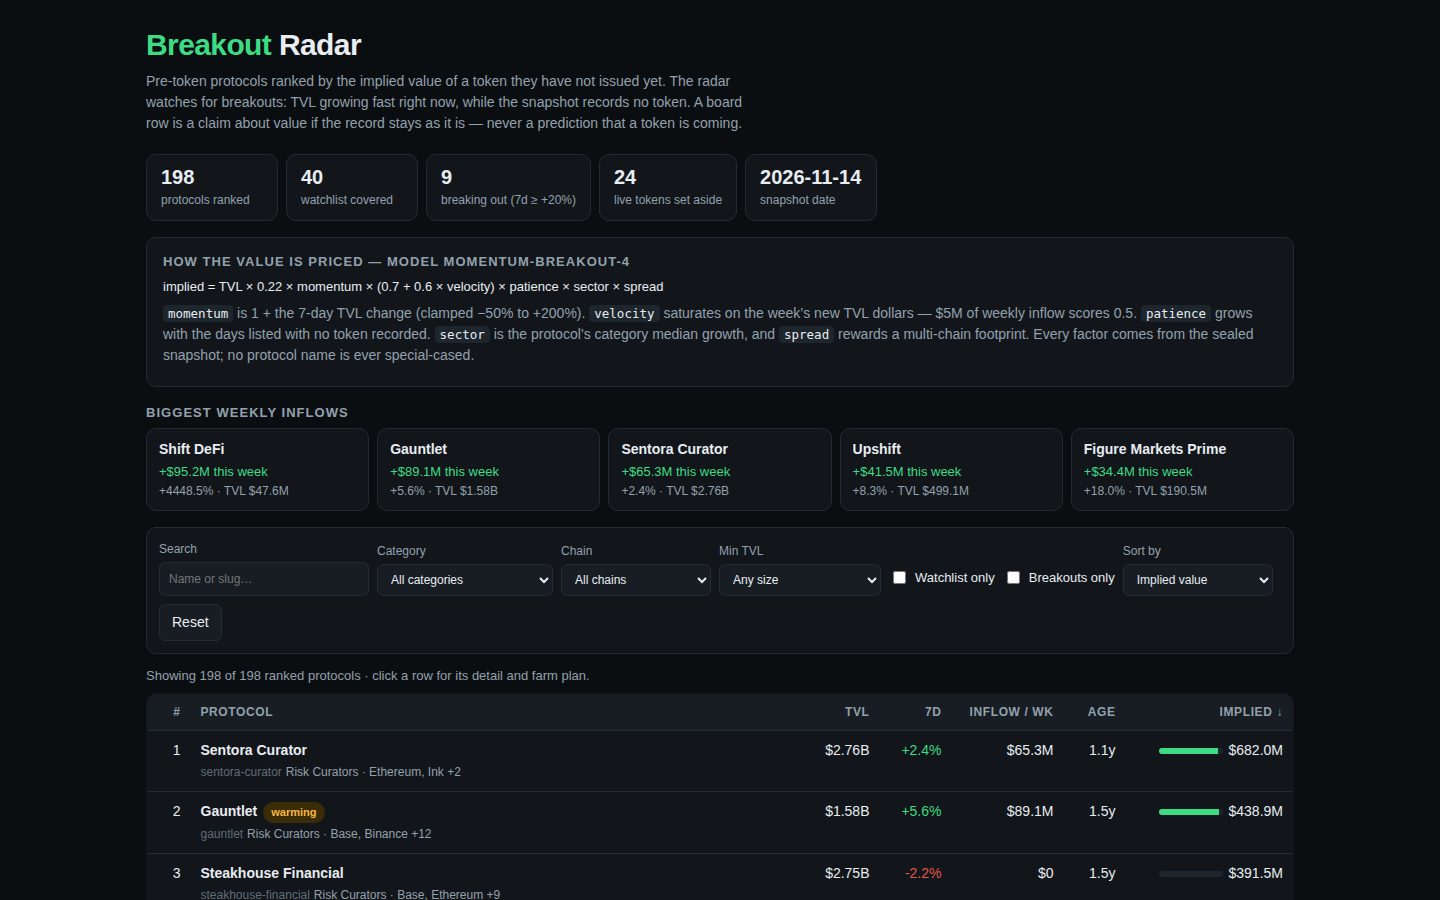 Breakout Radar
Pre-token protocols ranked by the implied value of a token they have not issued yet. The radar
watches for breakouts: TVL growing fast right now, while the snapshot records no token. A board
row is a claim about value if the record stays as it is — never a prediction that a token is coming.
198
protocols ranked
40
watchlist covered
9
breaking out (7d ≥ +20%)
24
live tokens set aside
2026-11-14
snapshot date
HOW THE VALUE IS PRICED — MODEL MOMENTUM-BREAKOUT-4
implied = TVL × 0.22 × momentum × (0.7 + 0.6 × velocity) × patience × sector × spread
momentum is 1 + the 7-day TVL change (clamped −50% to +200%). velocity saturates on the week’s new TVL dollars — $5M of weekly inflow scores 0.5. patience grows
with the days listed with no token recorded. sector is the protocol’s category median growth, and spread rewards a multi-chain footprint. Every factor comes from the sealed
snapshot; no protocol name is ever special-cased.
BIGGEST WEEKLY INFLOWS
Shift DeFi
+$95.2M this week
+4448.5% · TVL $47.6M
Gauntlet
+$89.1M this week
+5.6% · TVL $1.58B
Sentora Curator
+$65.3M this week
+2.4% · TVL $2.76B
Upshift
+$41.5M this week
+8.3% · TVL $499.1M
Figure Markets Prime
+$34.4M this week
+18.0% · TVL $190.5M
Search
Name or slug…
Category
All categories
Chain
All chains
Min TVL
Any size
Watchlist only
Breakouts only
Sort by
Implied value
Reset
Showing 198 of 198 ranked protocols · click a row for its detail and farm plan.
# PROTOCOL TVL 7D INFLOW / WK AGE IMPLIED ↓
1 Sentora Curator $2.76B +2.4% $65.3M 1.1y $682.0M
sentora-curator Risk Curators · Ethereum, Ink +2
2 Gauntlet warming $1.58B +5.6% $89.1M 1.5y $438.9M
gauntlet Risk Curators · Base, Binance +12
3 Steakhouse Financial $2.75B -2.2% $0 1.5y $391.5M
steakhouse-financial Risk Curators · Base, Ethereum +9